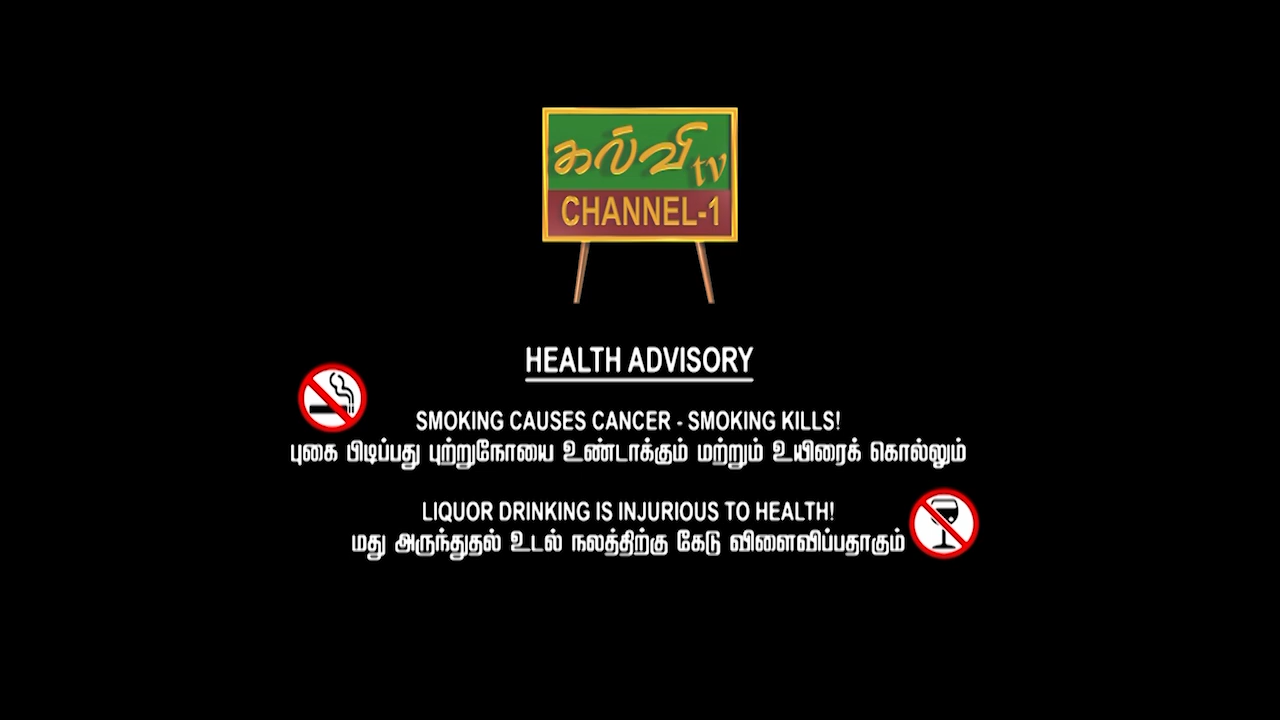 கல்வி tv
CHANNEL-1
HEALTH ADVISORY
SMOKING CAUSES CANCER - SMOKING KILLS!
புகை பிடிப்பது புற்றுநோயை உண்டாக்கும் மற்றும் உயிரைக் கொல்லும்
LIQUOR DRINKING IS INJURIOUS TO HEALTH!
மது அருந்துதல் உடல் நலத்திற்கு கேடு விளைவிப்பதாகும்